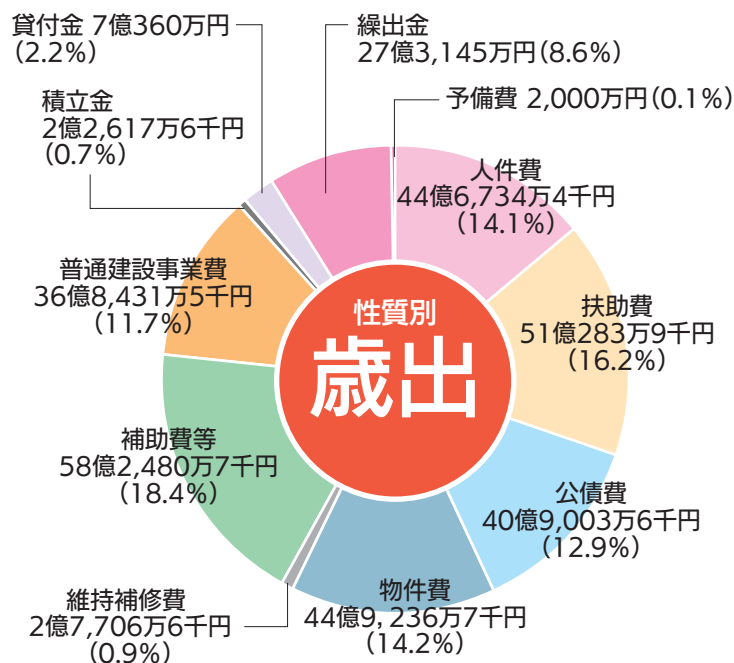 貸付金 7億360万円
(2.2%)
繰出金
27億3,145万円(8.6%)
積立金
2億2,617万6千円
(0.7%)
予備費 2,000万円(0.1%)
人件費
44億6,734万4千円
(14.1%)
普通建設事業費
36億8,431万5千円
(11.7%)
性質別
歳出
扶助費
51億283万9千円
(16.2%)
補助費等
58億2,480万7千円
(18.4%)
公債費
40億9,003万6千円
(12.9%)
維持補修費
2億7,706万6千円
(0.9%)
物件費
44億9,236万7千円
(14.2%)